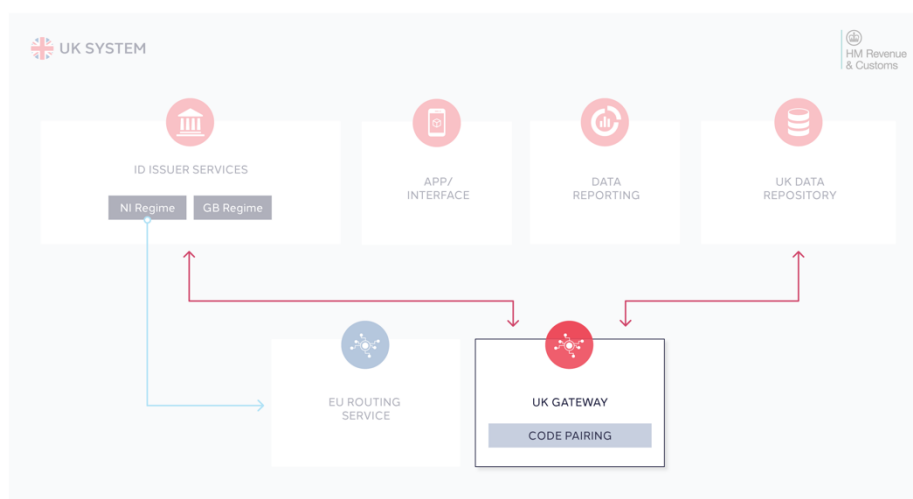 UK SYSTEM
HM Revenue
& Customs
ID ISSUER SERVICES
NI Regime
GB Regime
APP/
INTERFACE
DATA
REPORTING
UK DATA
REPOSITORY
EU ROUTING
SERVICE
UK GATEWAY
CODE PAIRING